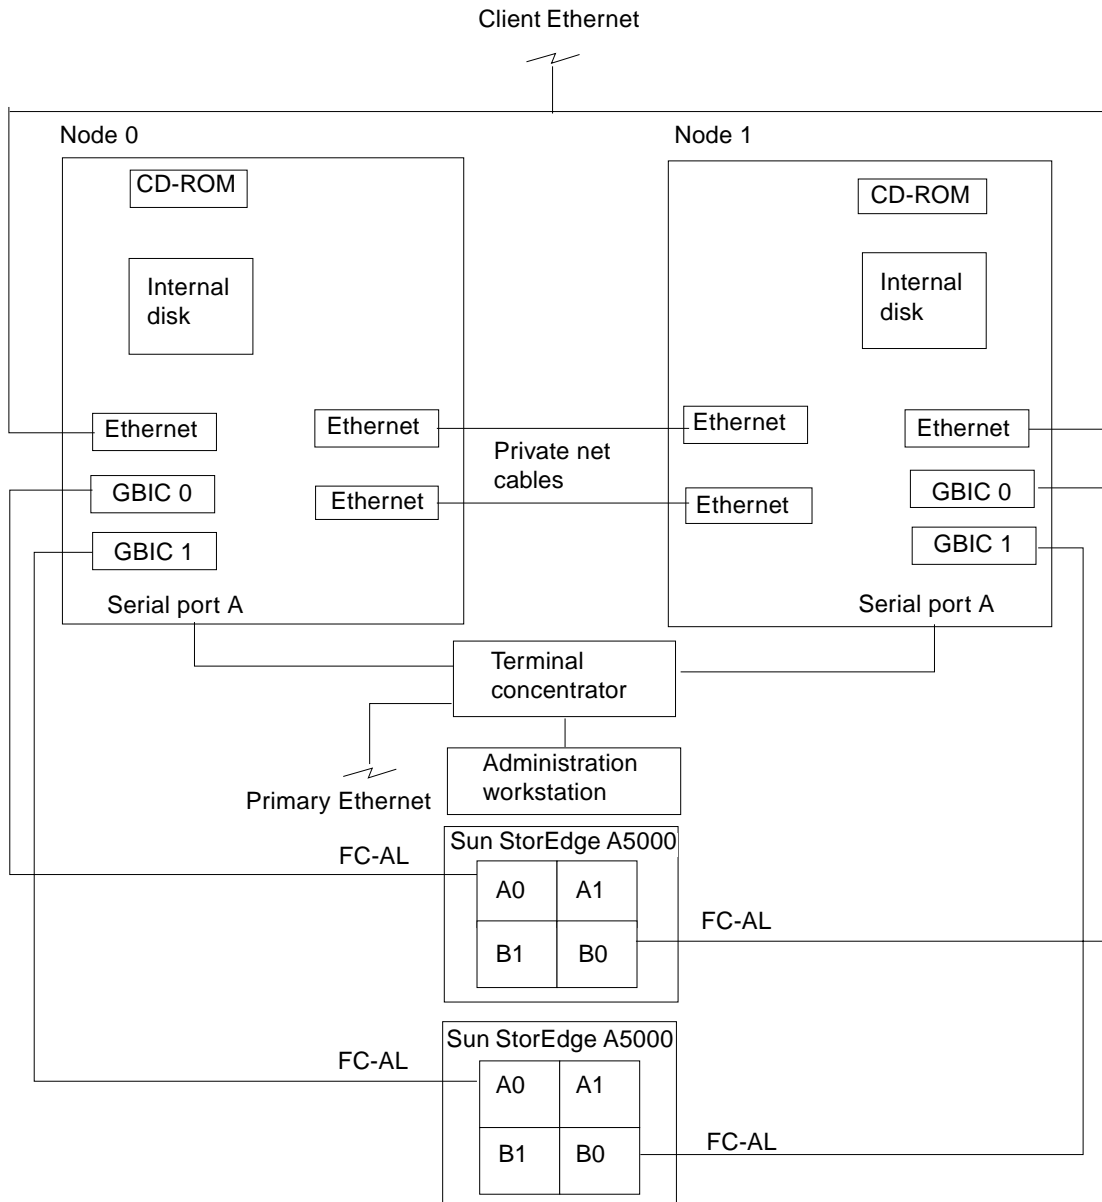 Client Ethernet
Node 0
Node 1
CD-ROM
CD-ROM
Internal
disk
Internal
disk
Ethernet
Ethernet
Ethernet
Ethernet
Private net
cables
GBIC 0
Ethernet
Ethernet
GBIC 0
GBIC 1
GBIC 1
Serial port A
Serial port A
Terminal
concentrator
Administration
workstation
Primary Ethernet
Sun StorEdge A5000
FC-AL
A0
A1
B1
B0
FC-AL
Sun StorEdge A5000
FC-AL
A0
A1
B1
B0
FC-AL